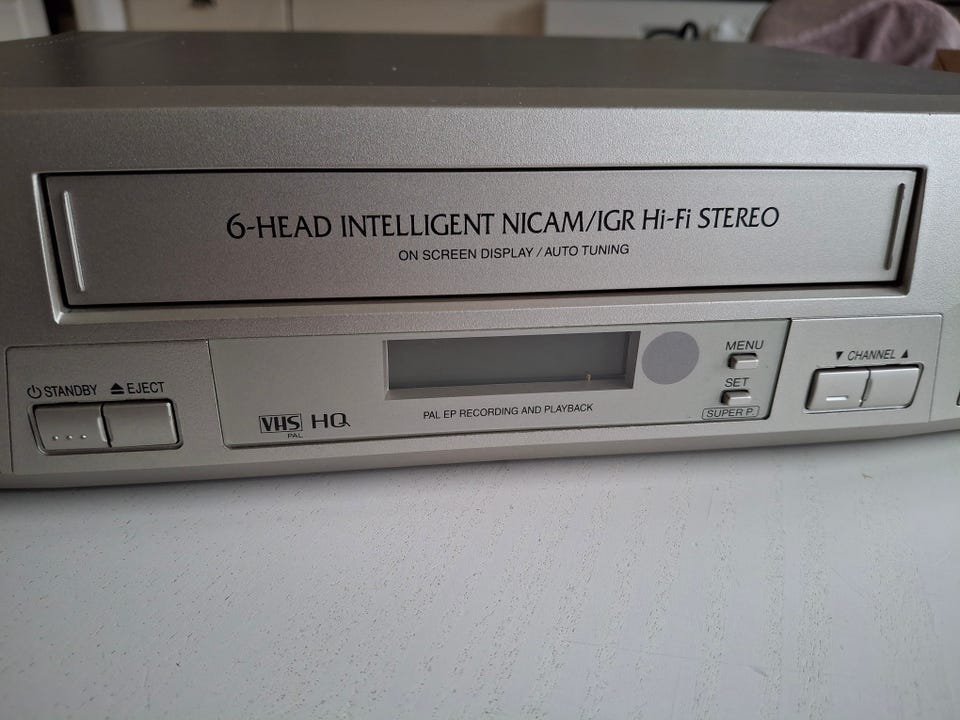 6-HEAD INTELLIGENT NICAM/IGR Hi-Fi STEREO
ON SCREEN DISPLAY / AUTO TUNING
STANDBY EJECT
VHS HQ
PAL
PAL EP RECORDING AND PLAYBACK
MENU
SET
SUPER P.
▼ CHANNEL ▲